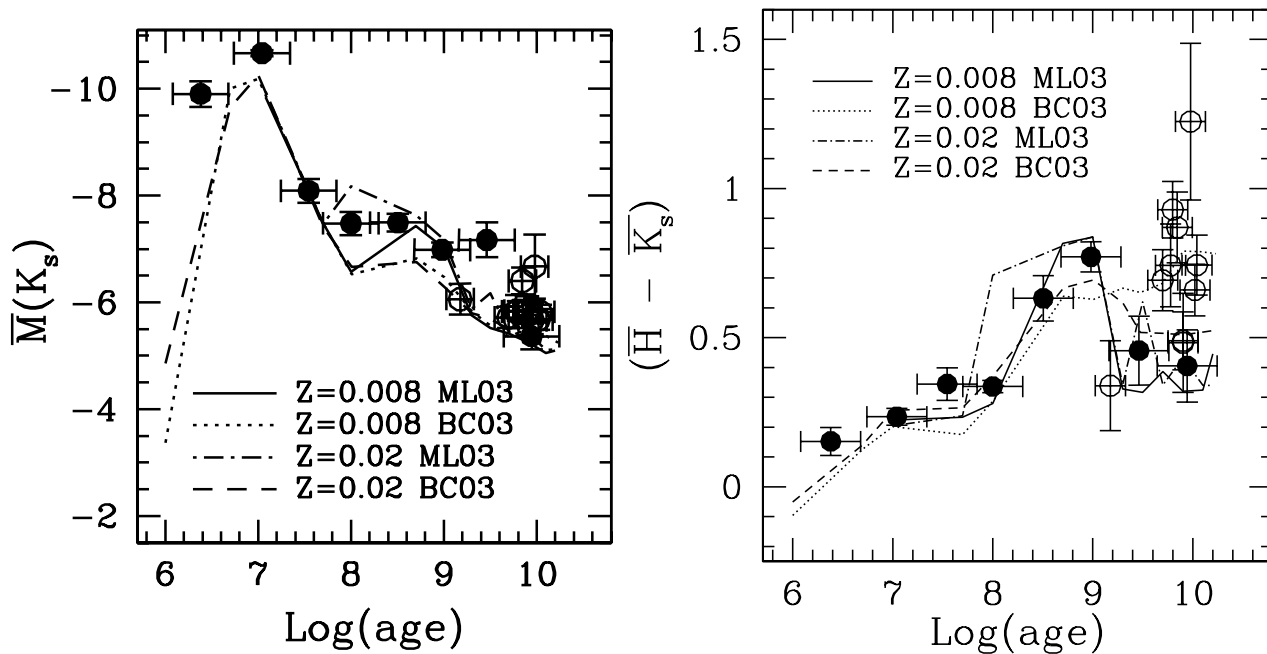 M̅(Kₛ)
-10
-8
-6
-4
-2
Z=0.008 ML03
Z=0.008 BC03
Z=0.02 ML03
Z=0.02 BC03
6 7 8 9 10
Log(age)
(H̅ − K̅ₛ)
1.5
1
0.5
0
Z=0.008 ML03
Z=0.008 BC03
Z=0.02 ML03
Z=0.02 BC03
6 7 8 9 10
Log(age)